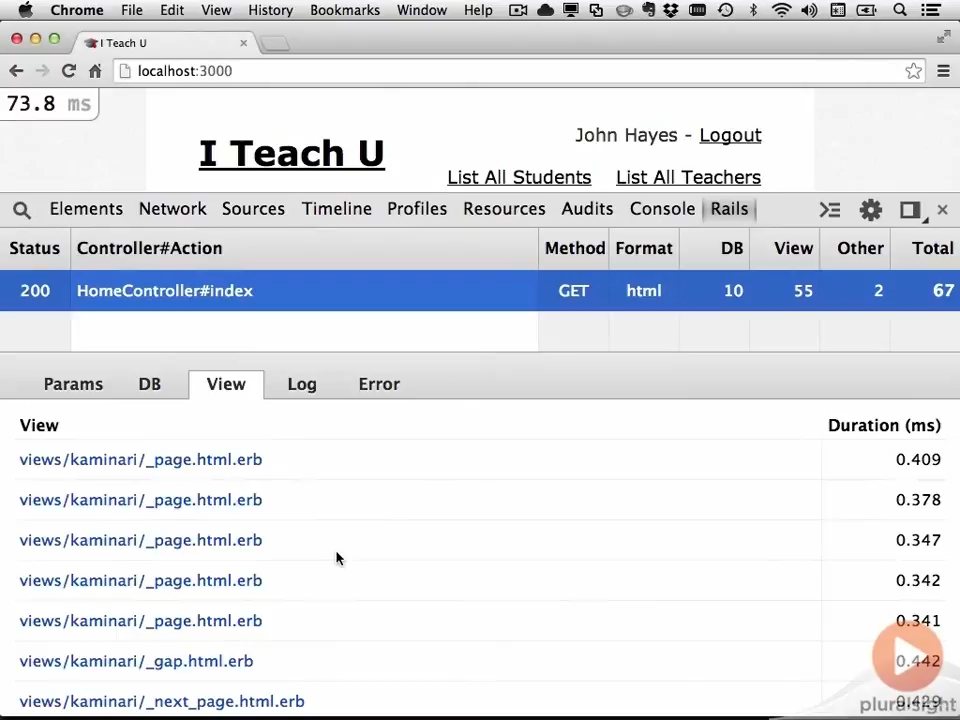 Chrome File Edit View History Bookmarks Window Help
I Teach U
localhost:3000
73.8 ms
John Hayes - Logout
I Teach U
List All Students List All Teachers
Elements Network Sources Timeline Profiles Resources Audits Console Rails
Status Controller#Action Method Format DB View Other Total
200 HomeController#index GET html 10 55 2 67
Params DB View Log Error
View Duration (ms)
views/kaminari/_page.html.erb 0.409
views/kaminari/_page.html.erb 0.378
views/kaminari/_page.html.erb 0.347
views/kaminari/_page.html.erb 0.342
views/kaminari/_page.html.erb 0.341
views/kaminari/_gap.html.erb 0.442
views/kaminari/_next_page.html.erb 0.429
pluralsight